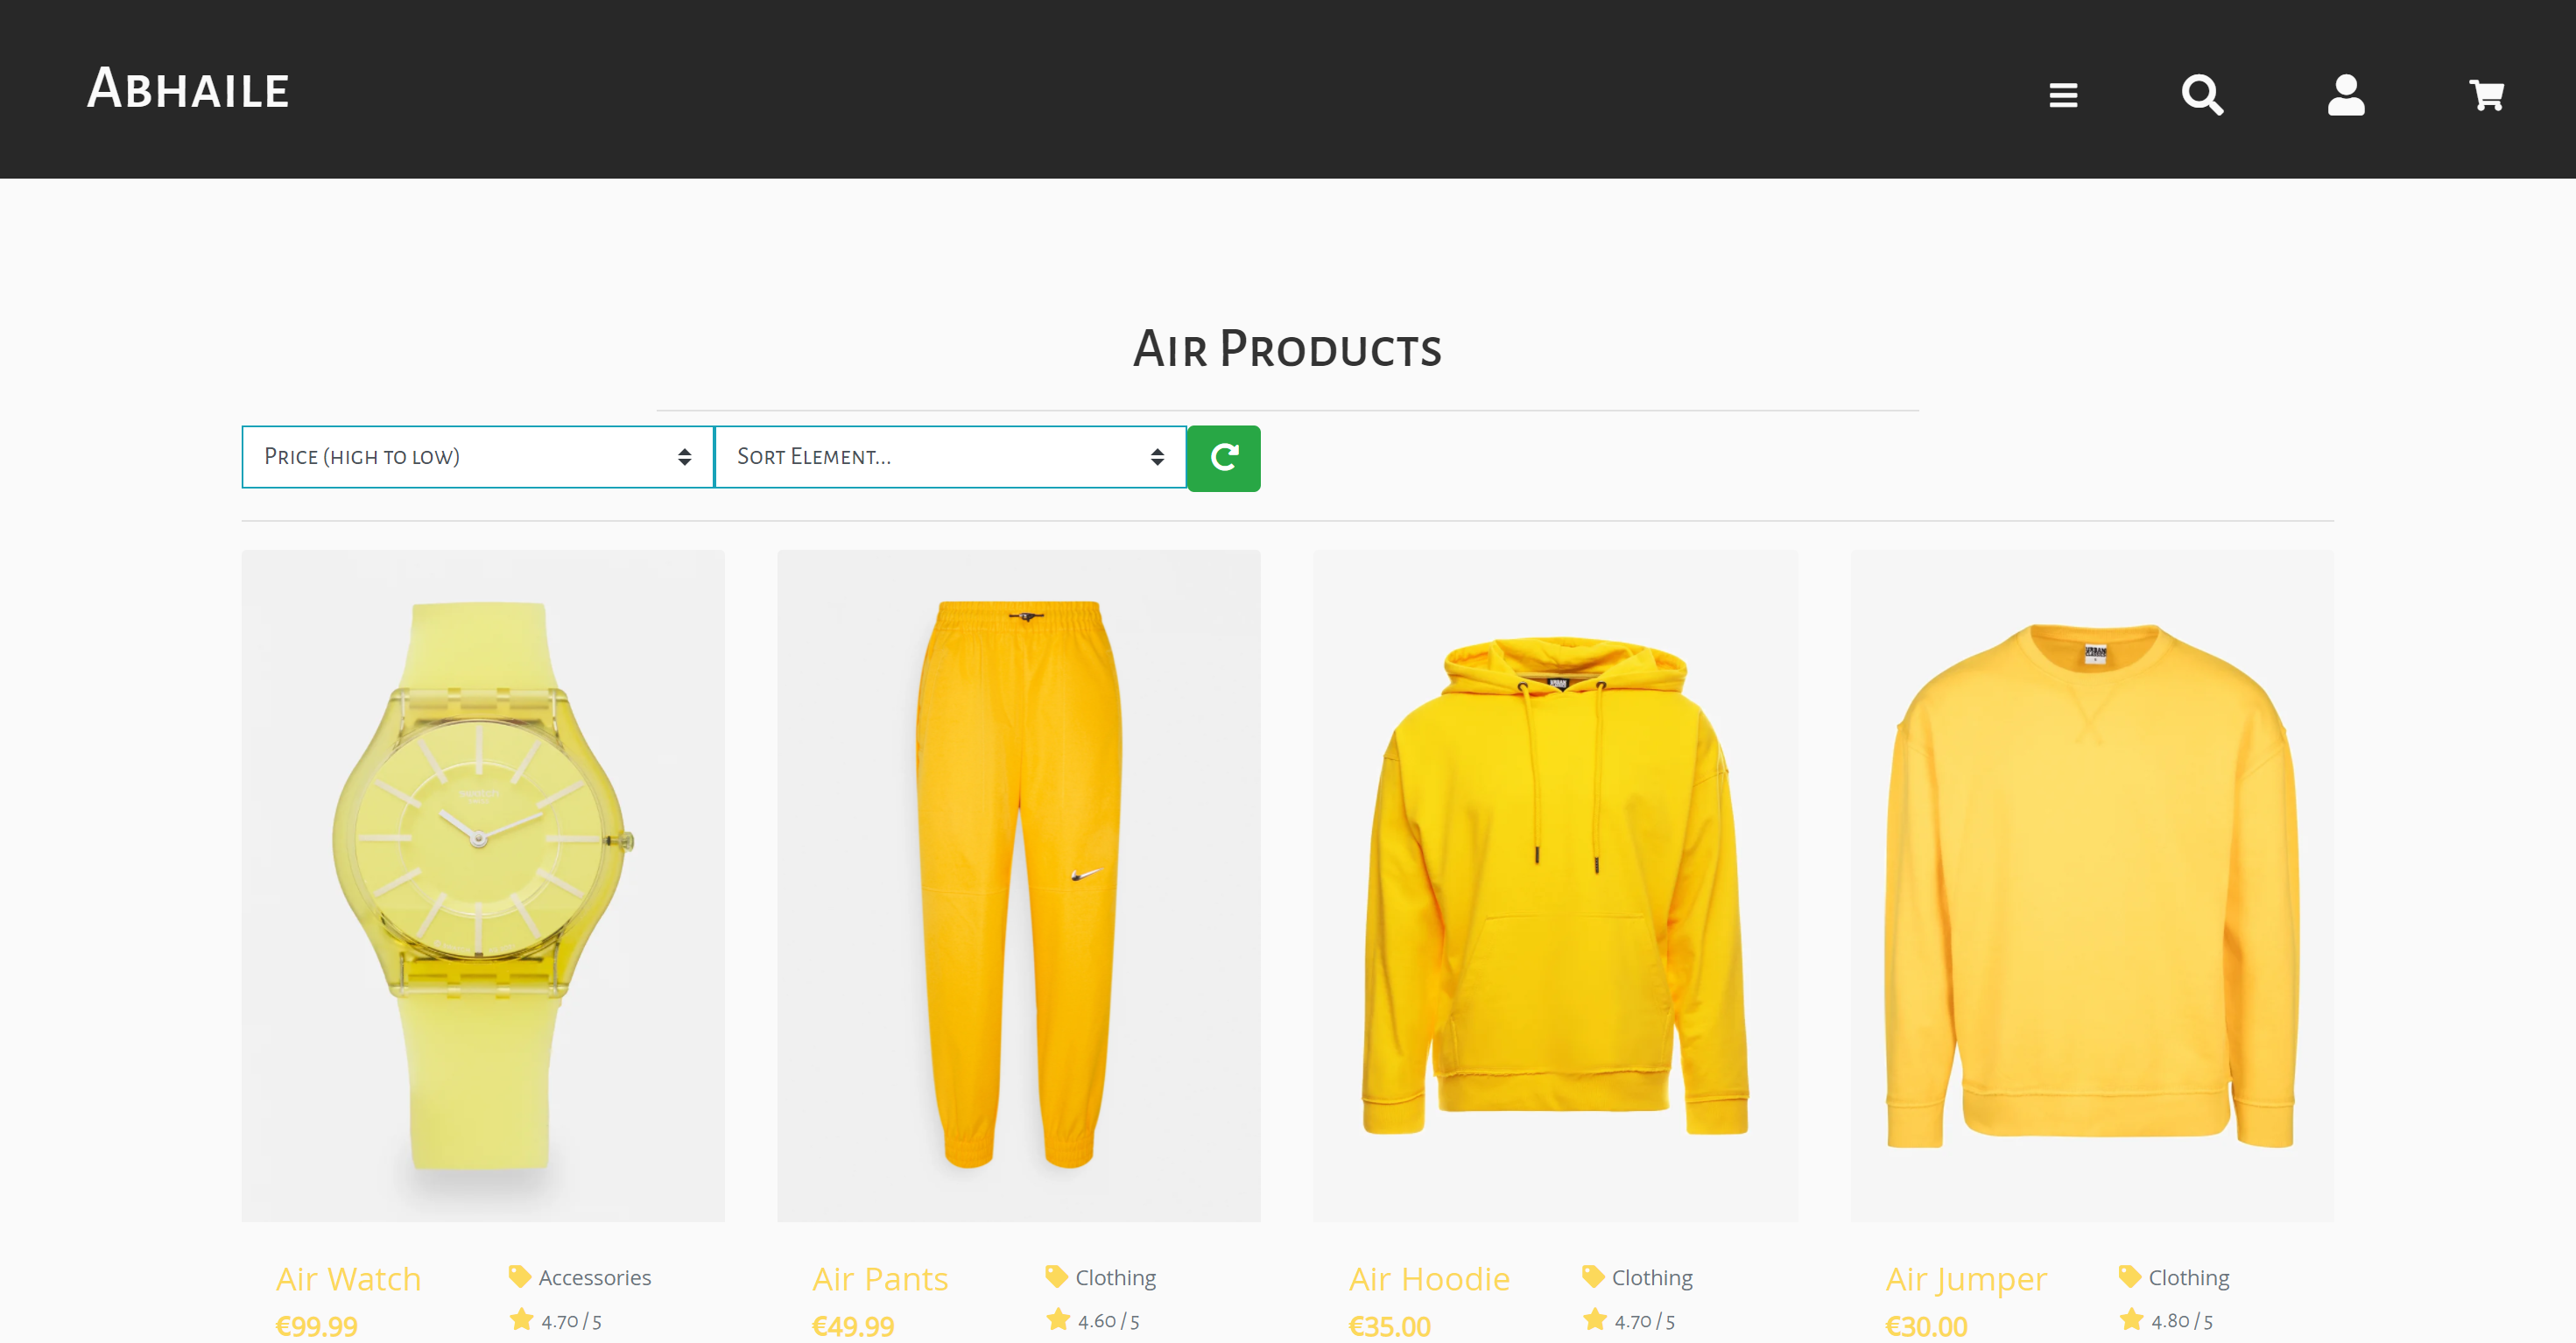 Abhaile
Air Products
Price (high to low)
Sort Element...
Air Watch
Accessories
€99.99
4.70 / 5
Air Pants
Clothing
€49.99
4.60 / 5
Air Hoodie
Clothing
€35.00
4.70 / 5
Air Jumper
Clothing
€30.00
4.80 / 5